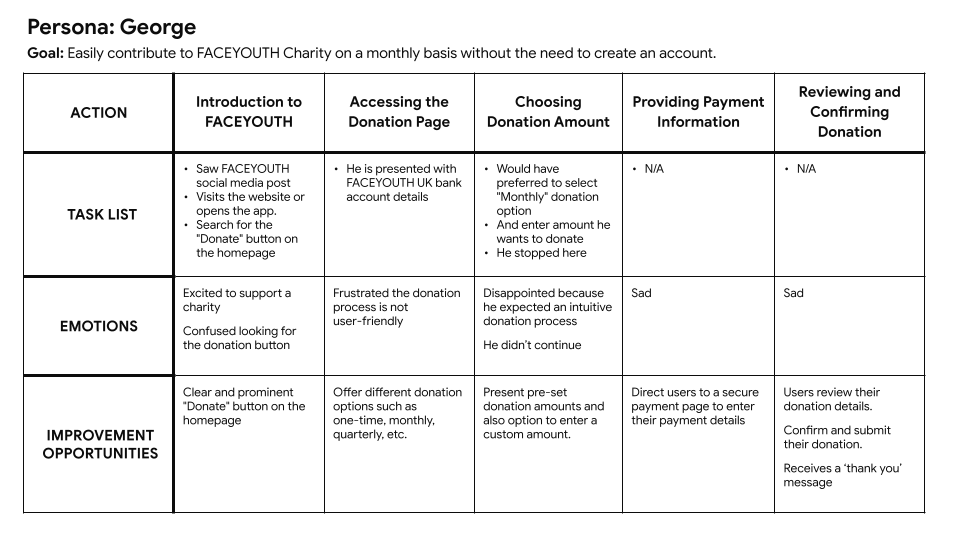 Persona: George
Goal: Easily contribute to FACEYOUTH Charity on a monthly basis without the need to create an account.
ACTION
Introduction to
FACEYOUTH
Accessing the
Donation Page
Choosing
Donation Amount
Providing Payment
Information
Reviewing and
Confirming
Donation
TASK LIST
• Saw FACEYOUTH
social media post
• Visits the website or
opens the app.
• Search for the
"Donate" button on
the homepage
• He is presented with
FACEYOUTH UK bank
account details
• Would have
preferred to select
"Monthly" donation
option
• And enter amount he
wants to donate
• He stopped here
• N/A
• N/A
EMOTIONS
Excited to support a
charity
Confused looking for
the donation button
Frustrated the donation
process is not
user-friendly
Disappointed because
he expected an intuitive
donation process
He didn't continue
Sad
Sad
IMPROVEMENT
OPPORTUNITIES
Clear and prominent
"Donate" button on the
homepage
Offer different donation
options such as
one-time, monthly,
quarterly, etc.
Present pre-set
donation amounts and
also option to enter a
custom amount.
Direct users to a secure
payment page to enter
their payment details
Users review their
donation details.
Confirm and submit
their donation.
Receives a ‘thank you’
message